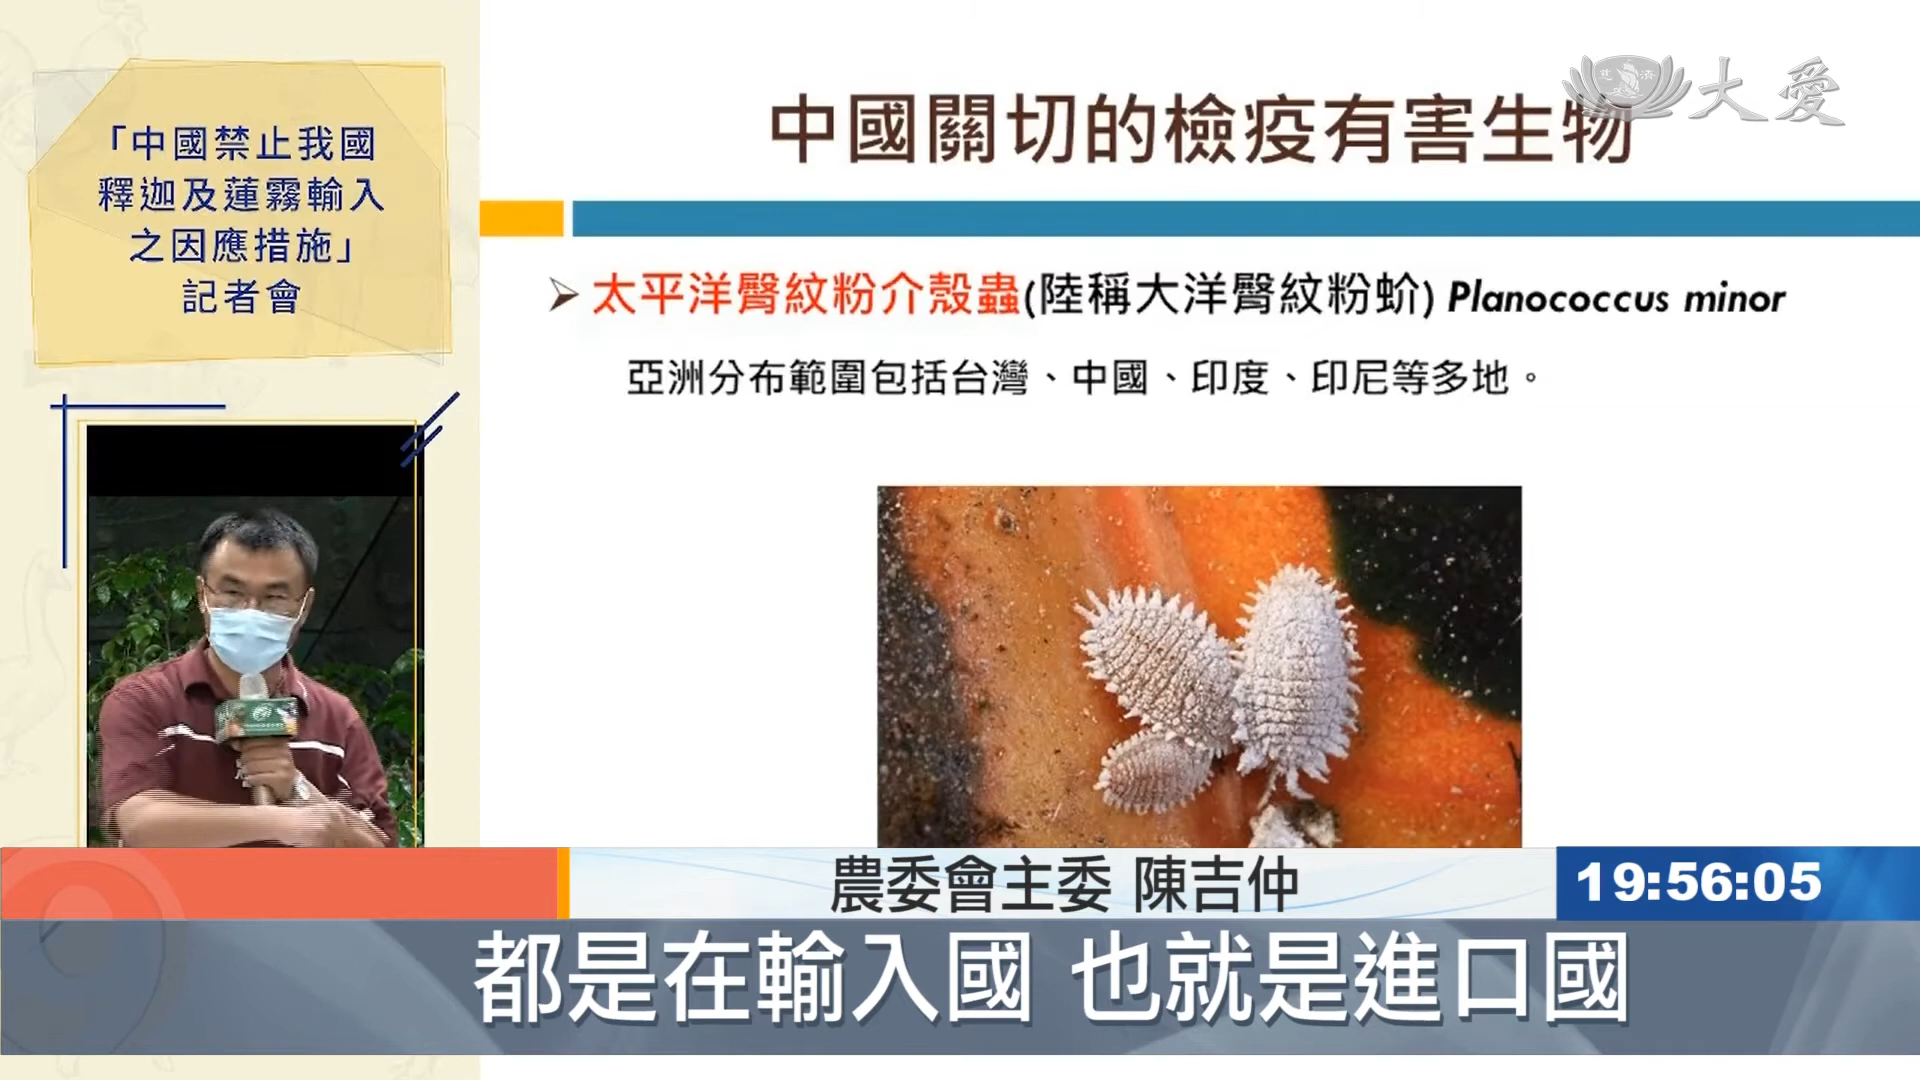 「中國禁止我國
釋迦及蓮霧輸入
之因應措施」
記者會
大愛
中國關切的檢疫有害生物
太平洋臀紋粉介殼蟲(陸稱大洋臀紋粉蚧) Planococcus minor
亞洲分布範圍包括台灣、中國、印度、印尼等多地。
農委會主委 陳吉仲
19:56:05
都是在輸入國 也就是進口國